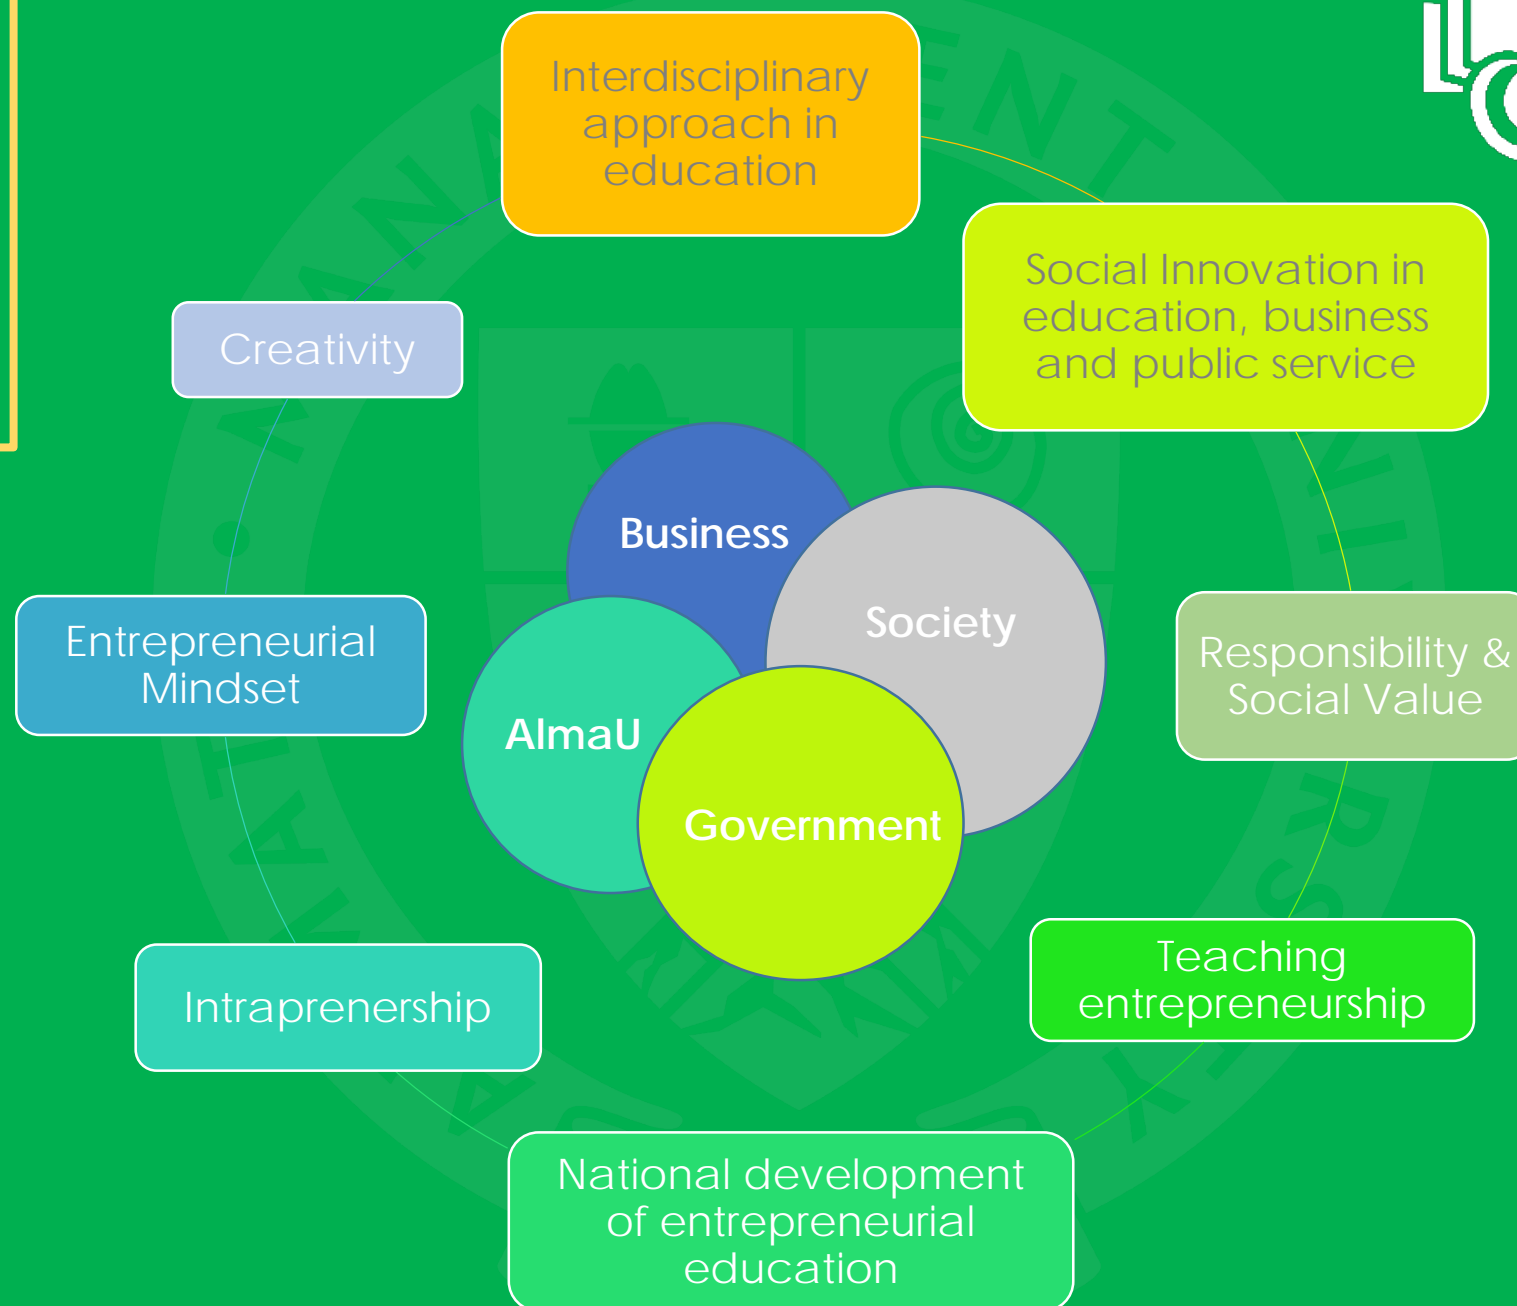 Interdisciplinary
approach in
education
Social Innovation in
education, business
and public service
Creativity
Business
Society
Entrepreneurial
Mindset
Responsibility &
Social Value
AlmaU
Government
Teaching
entrepreneurship
Intraprenership
National development
of entrepreneurial
education